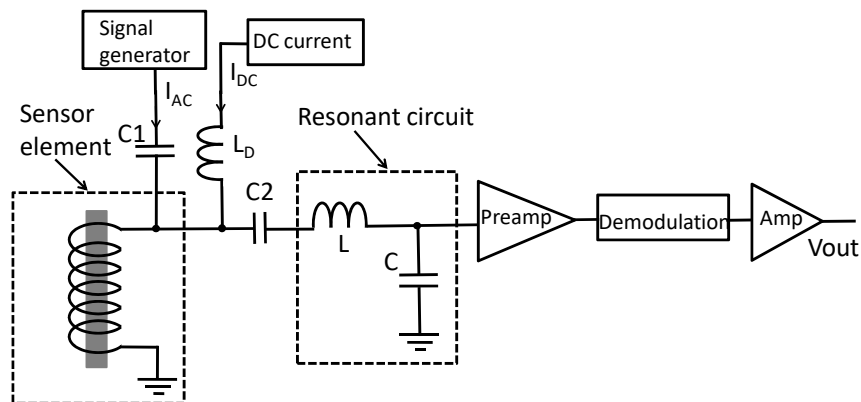 Signal
generator
DC current
I_AC
I_DC
Sensor
element
C1
L_D
Resonant circuit
C2
L
C
Preamp
Demodulation
Amp
Vout